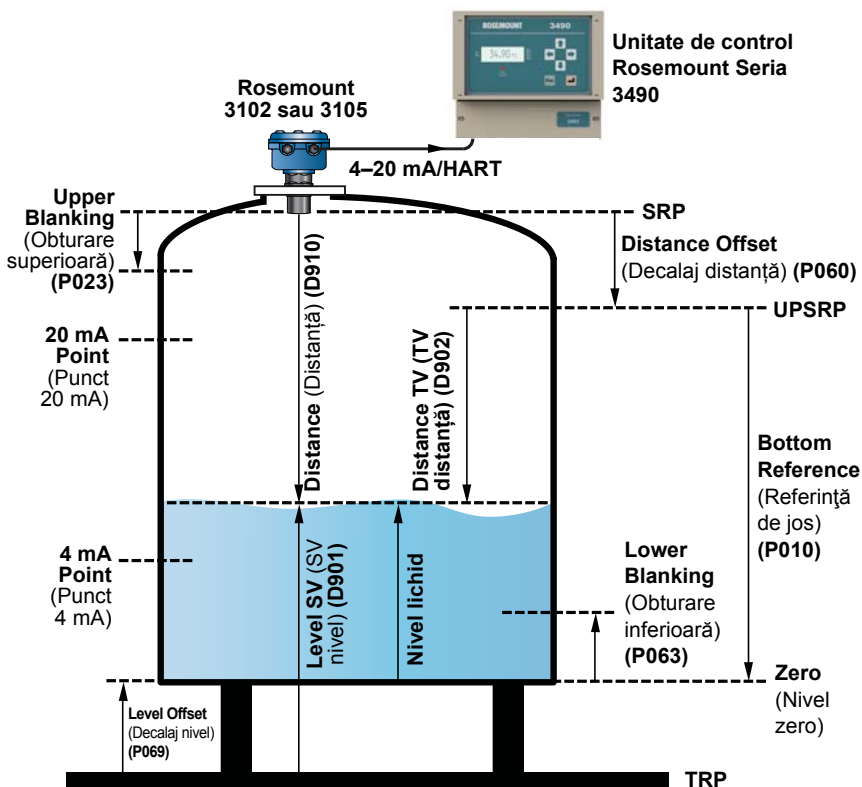 ROSEMOUNT 3490
34.90
Unitate de control
Rosemount Seria
3490
Rosemount
3102 sau 3105
4–20 mA/HART
Upper
Blanking
(Obturare
superioară)
(P023)
SRP
Distance Offset
(Decalaj distanță) (P060)
UPSRP
20 mA
Point
(Punct
20 mA)
Distance (Distanță) (D910)
Distance TV (TV
distanță) (D902)
Bottom
Reference
(Referinţă
de jos)
(P010)
4 mA
Point
(Punct
4 mA)
Level SV (SV
nivel) (D901)
Nivel lichid
Lower
Blanking
(Obturare
inferioară)
(P063)
Zero
(Nivel
zero)
Level Offset
(Decalaj nivel)
(P069)
TRP